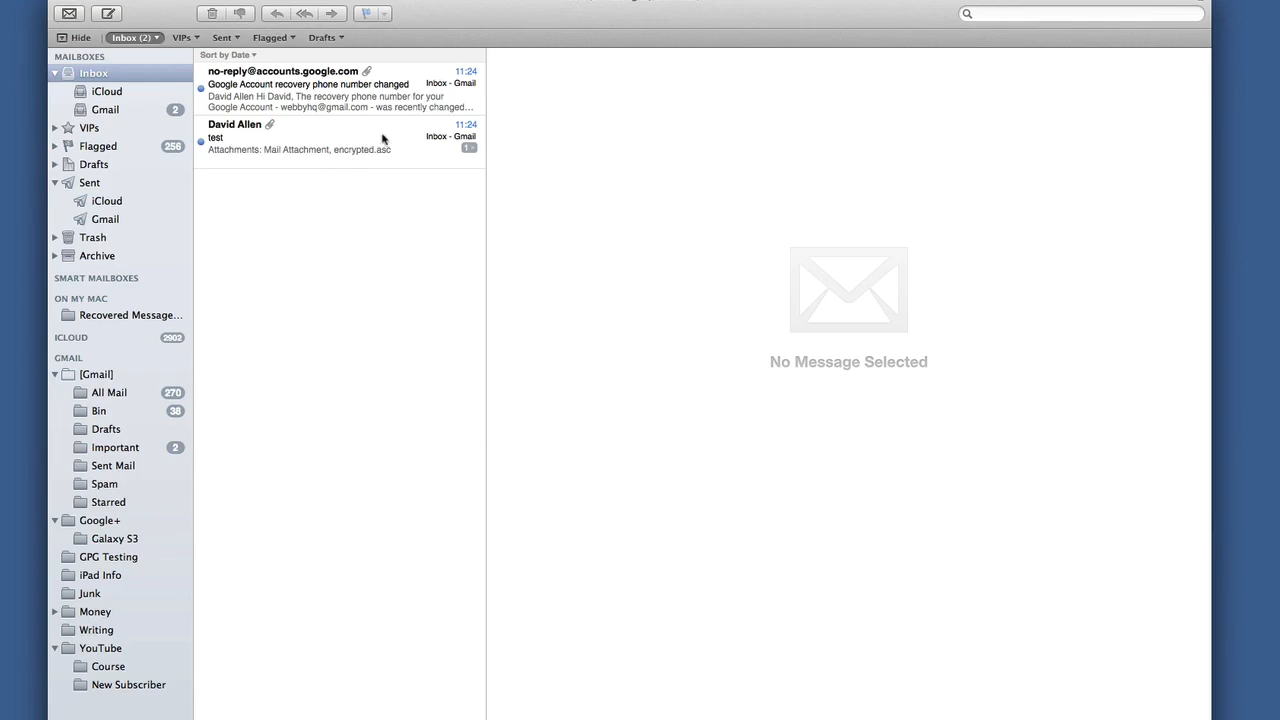 Hide Inbox (2) VIPs Sent Flagged Drafts
MAILBOXES
Inbox
iCloud
Gmail 2
VIPs
Flagged 256
Drafts
Sent
iCloud
Gmail
Trash
Archive
SMART MAILBOXES
ON MY MAC
Recovered Message...
ICLOUD 2902
GMAIL
[Gmail]
All Mail 270
Bin 38
Drafts
Important 2
Sent Mail
Spam
Starred
Google+
Galaxy S3
GPG Testing
iPad Info
Junk
Money
Writing
YouTube
Course
New Subscriber
Sort by Date
no-reply@accounts.google.com 11:24
Google Account recovery phone number changed Inbox - Gmail
David Allen Hi David, The recovery phone number for your
Google Account - webbyhq@gmail.com - was recently changed...
David Allen 11:24
test Inbox - Gmail
Attachments: Mail Attachment, encrypted.asc 1
No Message Selected